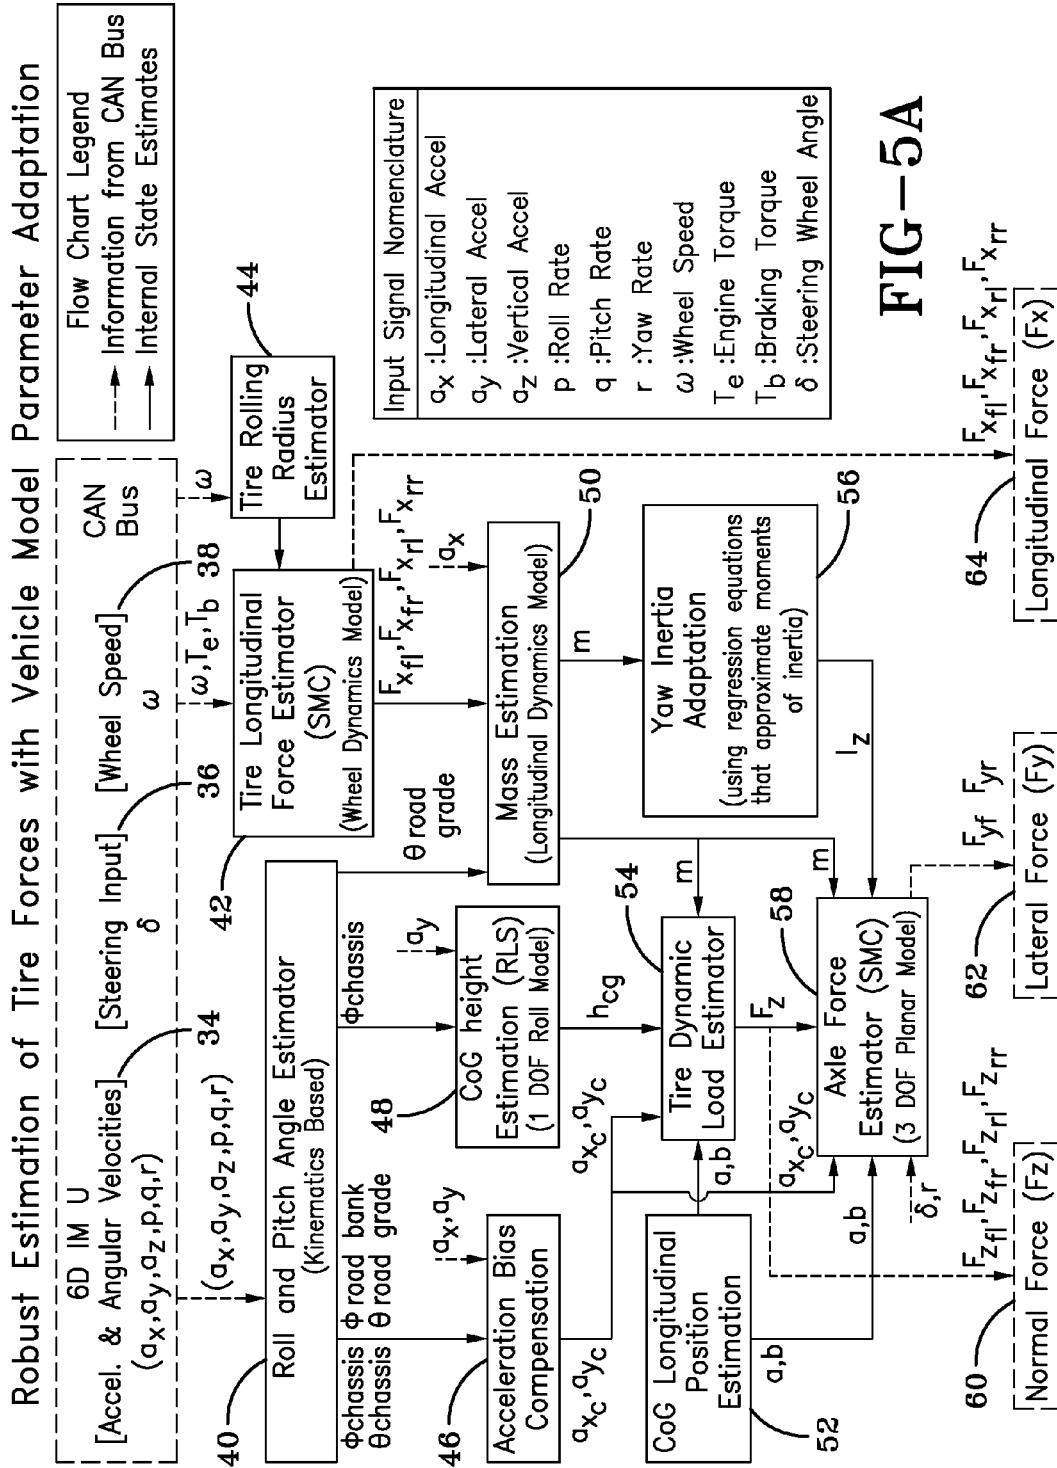 Robust Estimation of Tire Forces with Vehicle Model Parameter Adaptation
6D IM U
[Accel. & Angular Velocities]
(ax,ay,az,p,q,r)
34
[Steering Input]
δ
36
[Wheel Speed]
ω
38
CAN
Bus
Flow Chart Legend
Information from CAN Bus
Internal State Estimates
(ax,ay,az,p,q,r)
ω,Te,Tb
ω
40
Roll and Pitch Angle Estimator
(Kinematics Based)
42
Tire Longitudinal
Force Estimator
(SMC)
(Wheel Dynamics Model)
44
Tire Rolling
Radius
Estimator
Φchassis Φroad bank
θchassis θroad grade
Φchassis
θroad
grade
Fxfl,Fxfr,Fxrl,Fxrr
ax,ay
ay
ax
46
Acceleration Bias
Compensation
48
CoG height
Estimation (RLS)
(1 DOF Roll Model)
Mass Estimation
(Longitudinal Dynamics Model)
50
axc,ayc
axc,ayc
hcg
m
m
52
CoG Longitudinal
Position
Estimation
a,b
Tire Dynamic
Load Estimator
54
Yaw Inertia
Adaptation
(using regression equations
that approximate moments
of inertia)
56
a,b
axc,ayc
Fz
m
Iz
δ,r
Axle Force
Estimator (SMC)
(3 DOF Planar Model)
58
Input Signal Nomenclature
ax :Longitudinal Accel
ay :Lateral Accel
az :Vertical Accel
p :Roll Rate
q :Pitch Rate
r :Yaw Rate
ω :Wheel Speed
Te :Engine Torque
Tb :Braking Torque
δ :Steering Wheel Angle
Fzfl,Fzfr,Fzrl,Fzrr
Fyf Fyr
Fxfl,Fxfr,Fxrl,Fxrr
60
Normal Force (Fz)
62
Lateral Force (Fy)
64
Longitudinal Force (Fx)
FIG-5A